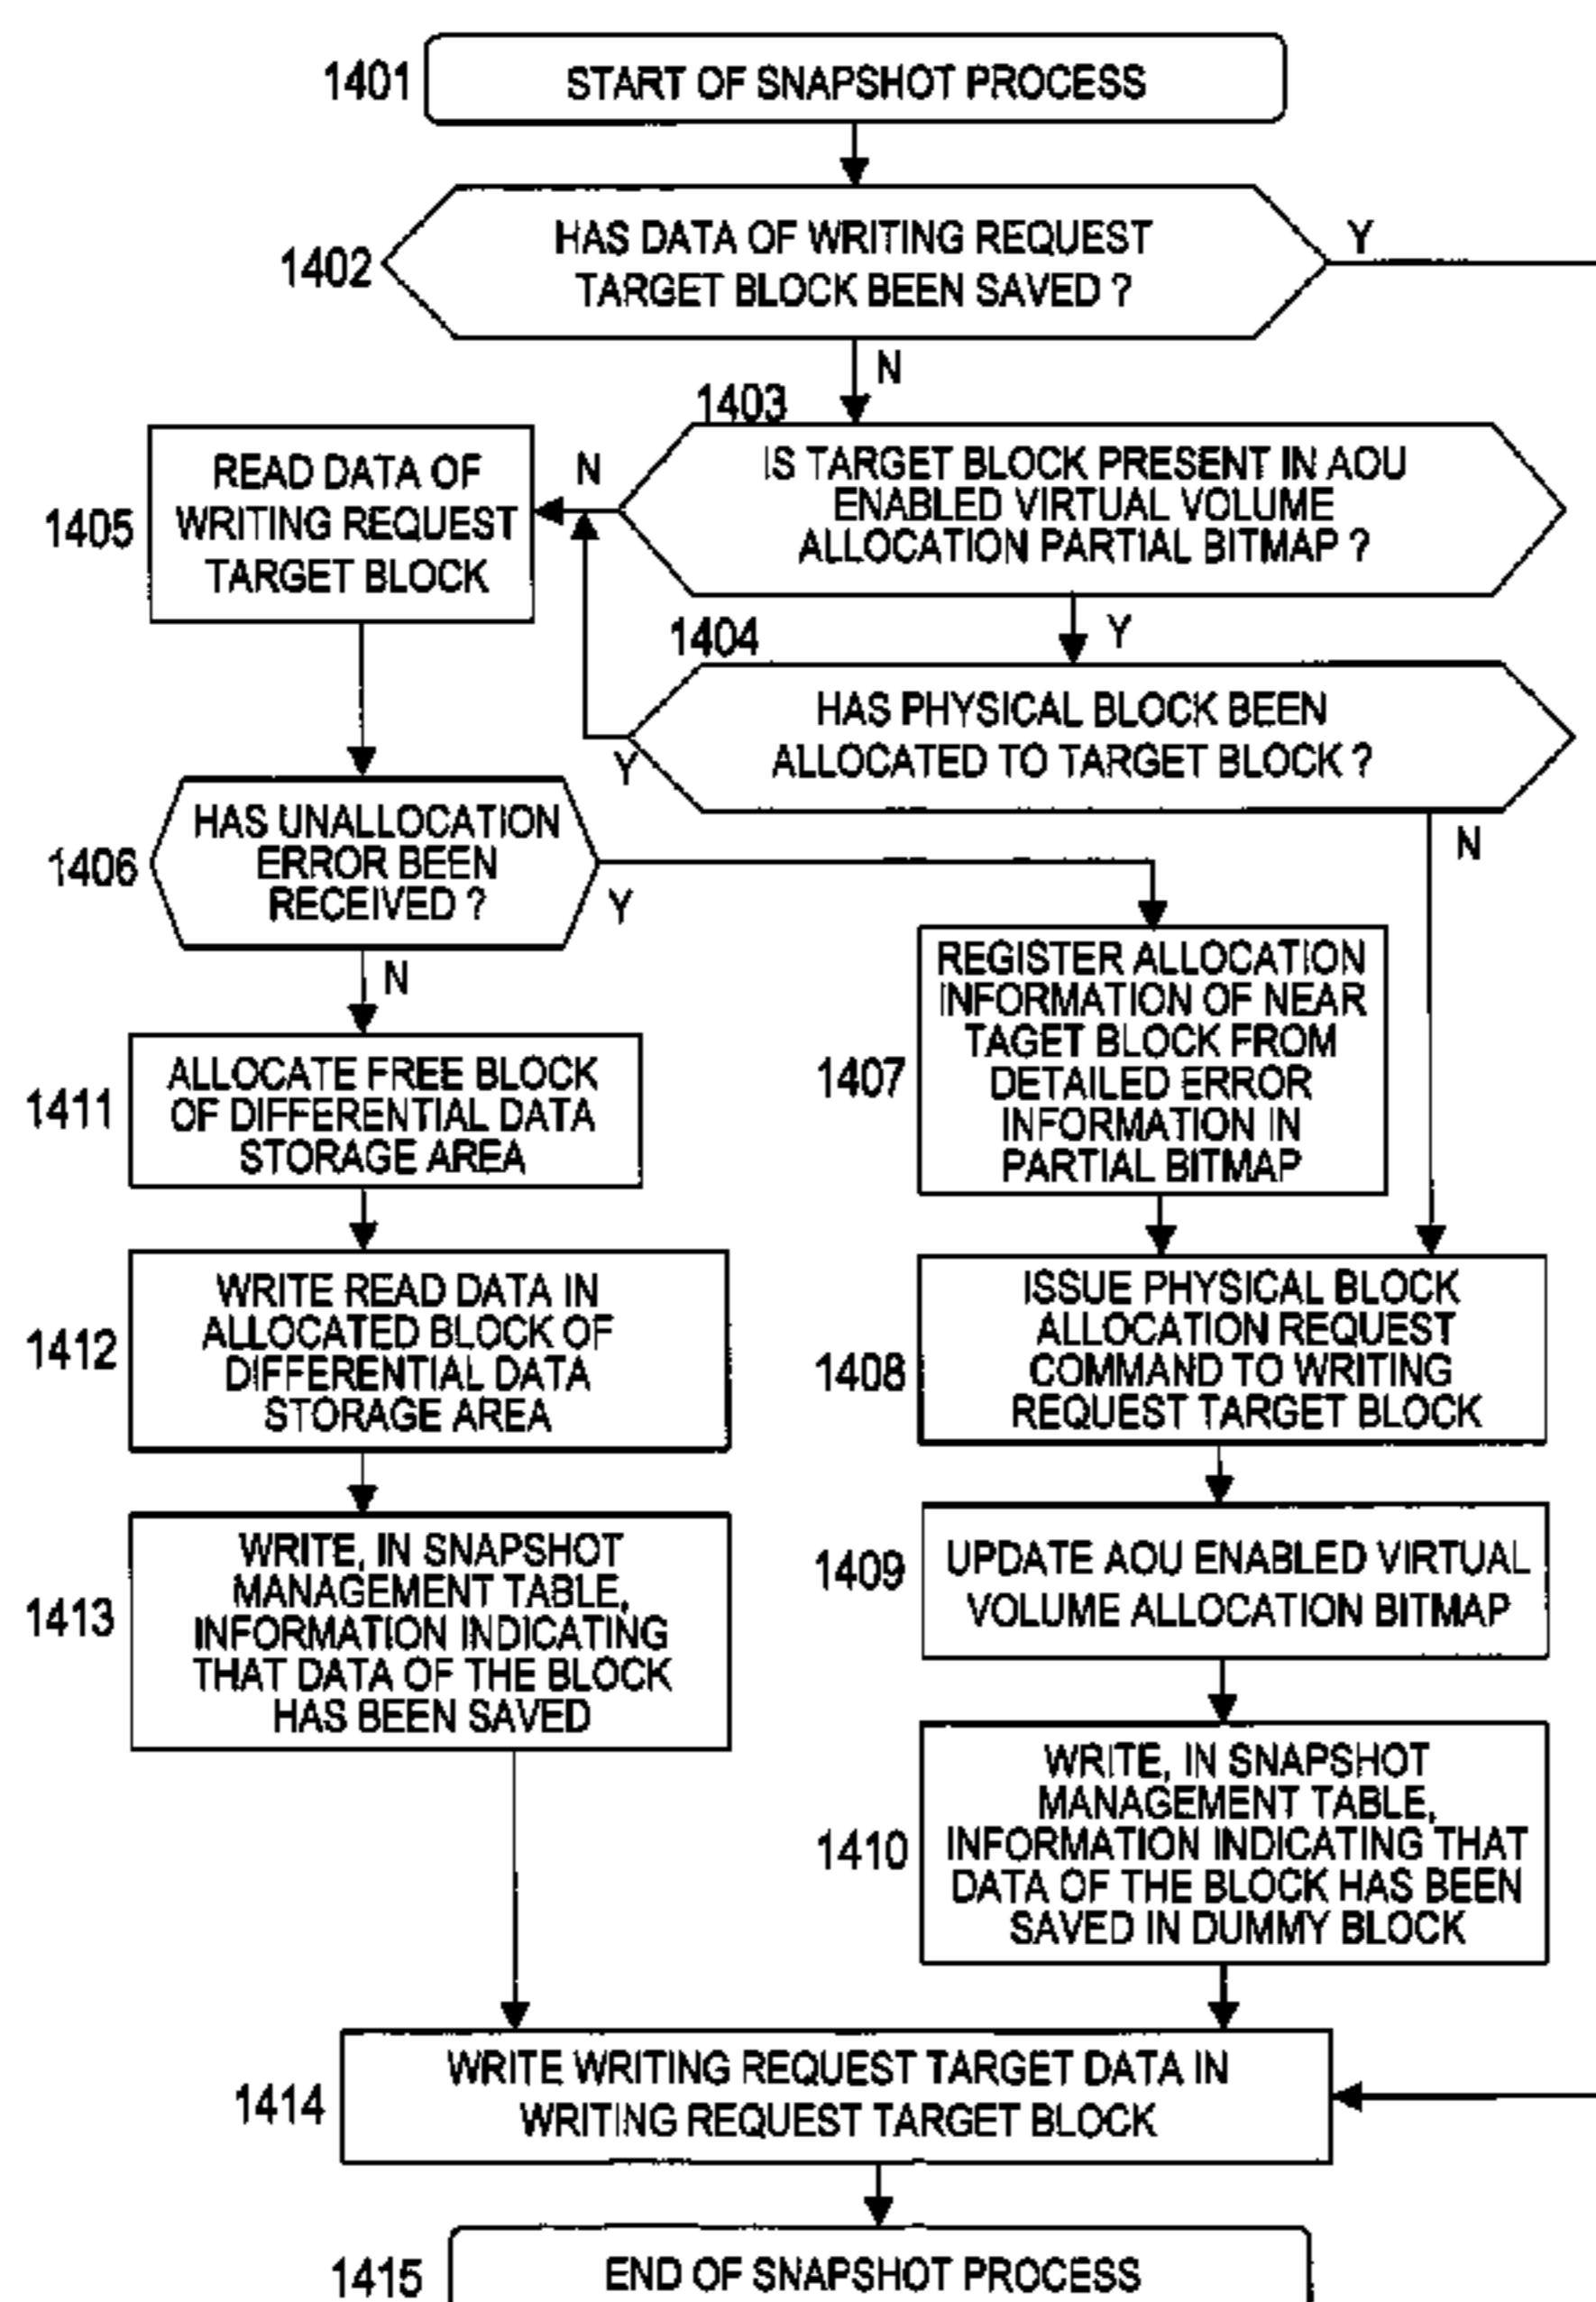 1401
START OF SNAPSHOT PROCESS
1402
HAS DATA OF WRITING REQUEST
TARGET BLOCK BEEN SAVED ?
Y
N
1403
IS TARGET BLOCK PRESENT IN AOU
ENABLED VIRTUAL VOLUME
ALLOCATION PARTIAL BITMAP ?
N
Y
1405
READ DATA OF
WRITING REQUEST
TARGET BLOCK
1404
HAS PHYSICAL BLOCK BEEN
ALLOCATED TO TARGET BLOCK ?
Y
N
1406
HAS UNALLOCATION
ERROR BEEN
RECEIVED ?
Y
N
1407
REGISTER ALLOCATION
INFORMATION OF NEAR
TAGET BLOCK FROM
DETAILED ERROR
INFORMATION IN
PARTIAL BITMAP
1411
ALLOCATE FREE BLOCK
OF DIFFERENTIAL DATA
STORAGE AREA
1408
ISSUE PHYSICAL BLOCK
ALLOCATION REQUEST
COMMAND TO WRITING
REQUEST TARGET BLOCK
1412
WRITE READ DATA IN
ALLOCATED BLOCK OF
DIFFERENTIAL DATA
STORAGE AREA
1409
UPDATE AOU ENABLED VIRTUAL
VOLUME ALLOCATION BITMAP
1413
WRITE, IN SNAPSHOT
MANAGEMENT TABLE,
INFORMATION INDICATING
THAT DATA OF THE BLOCK
HAS BEEN SAVED
1410
WRITE, IN SNAPSHOT
MANAGEMENT TABLE,
INFORMATION INDICATING THAT
DATA OF THE BLOCK HAS BEEN
SAVED IN DUMMY BLOCK
1414
WRITE WRITING REQUEST TARGET DATA IN
WRITING REQUEST TARGET BLOCK
1415
END OF SNAPSHOT PROCESS